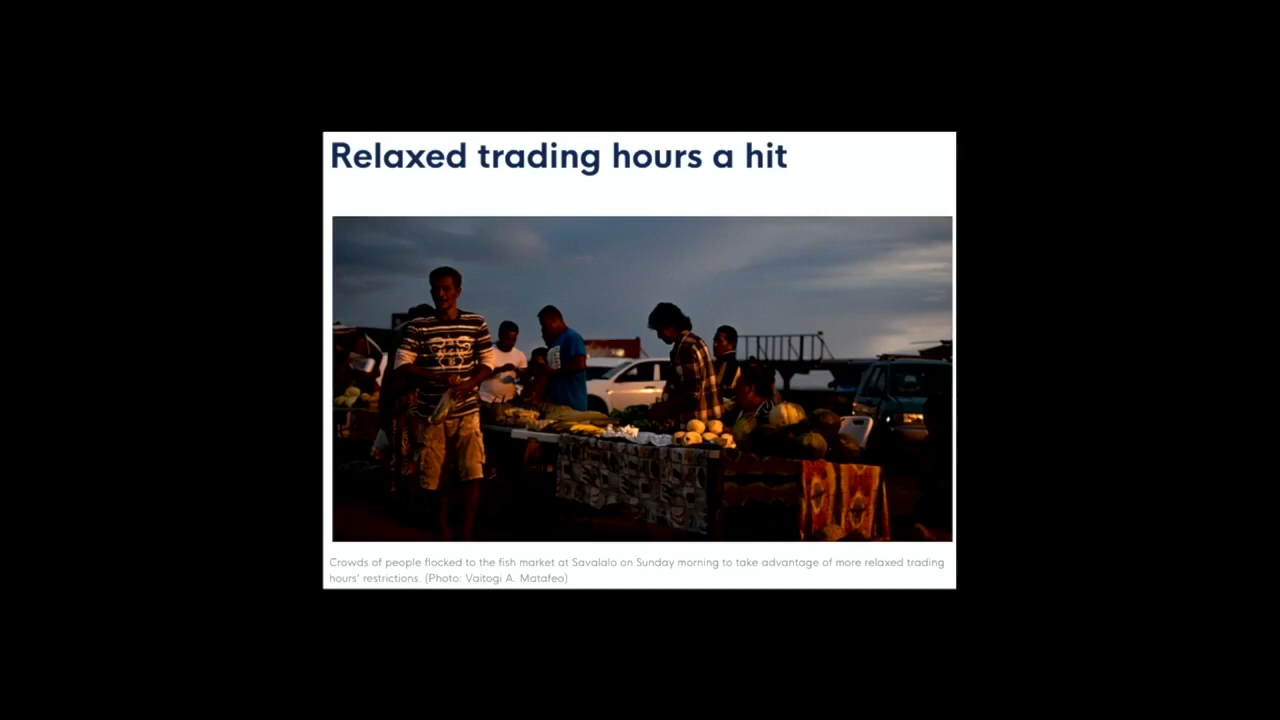 Relaxed trading hours a hit
Crowds of people flocked to the fish market at Savalalo on Sunday morning to take advantage of more relaxed trading
hours' restrictions. (Photo: Vaitogi A. Matafeo)